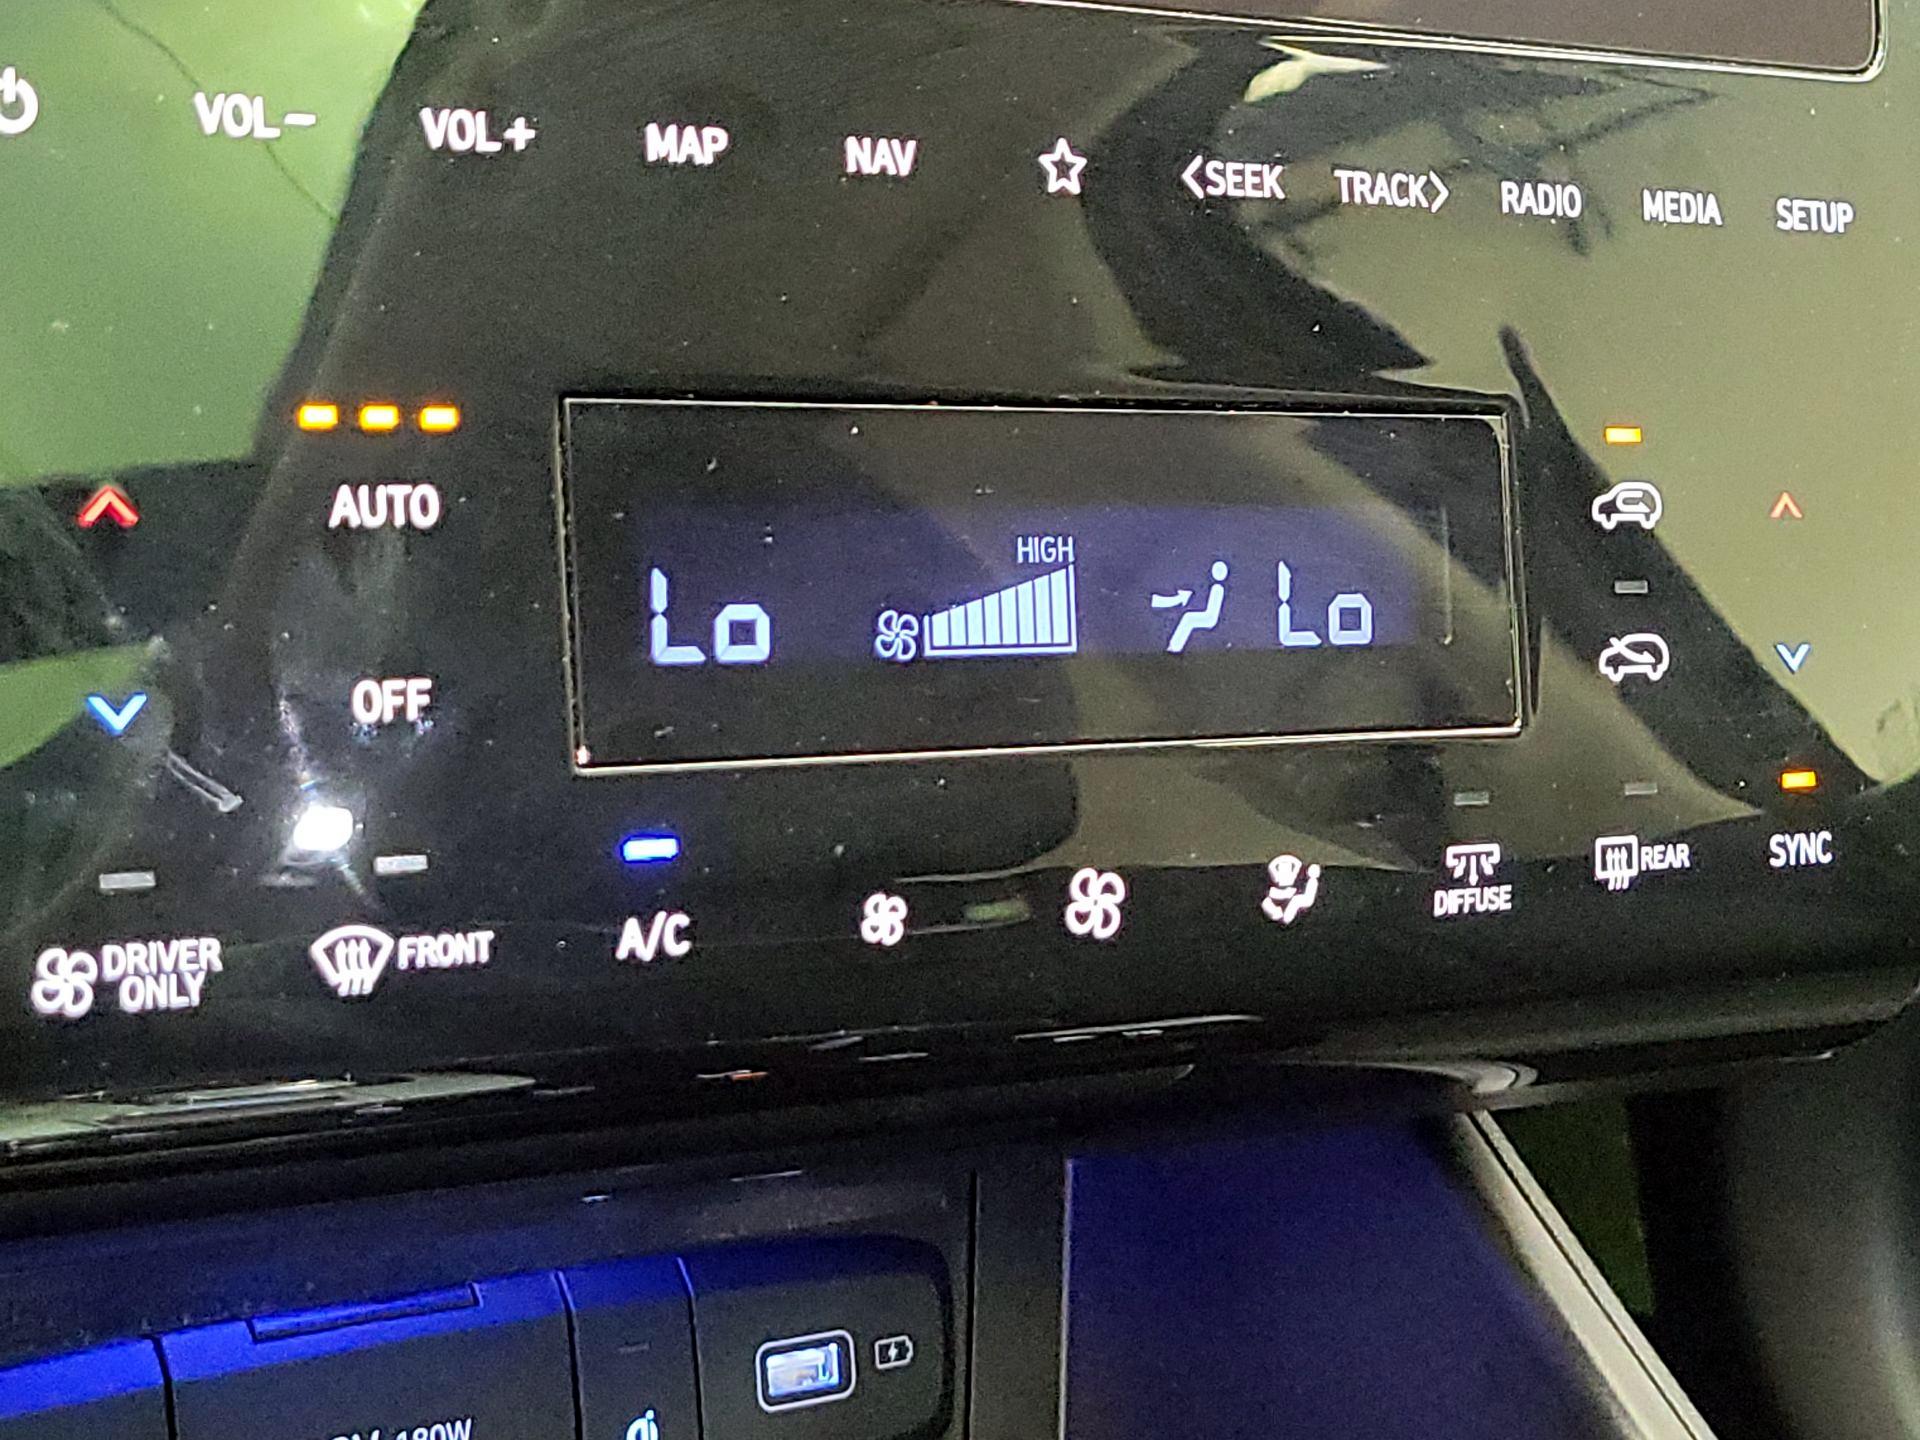 VOL-
VOL+
MAP
NAV
<SEEK
TRACK>
RADIO
MEDIA
SETUP
AUTO
HIGH
Lo
Lo
OFF
DRIVER
ONLY
FRONT
A/C
DIFFUSE
REAR
SYNC
180W